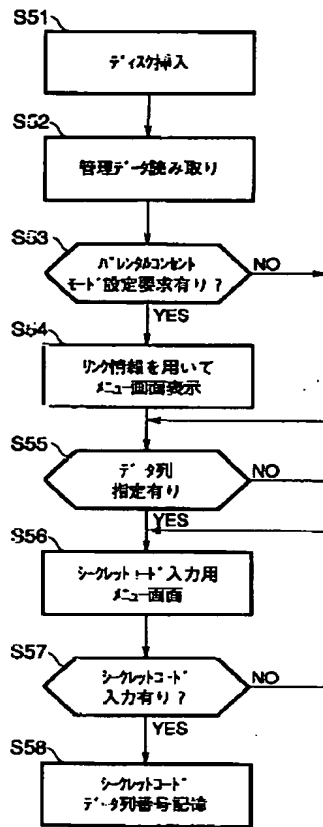 S51
ディスク挿入
S52
管理データ読み取り
S53
パレンタルコンセント
モード設定要求有り?
NO
YES
S54
リンク情報を用いて
メニュー画面表示
S55
データ列
指定有り
NO
YES
S56
シークレットコード入力用
メニュー画面
S57
シークレットコード
入力有り?
NO
YES
S58
シークレットコード
データ列番号記憶